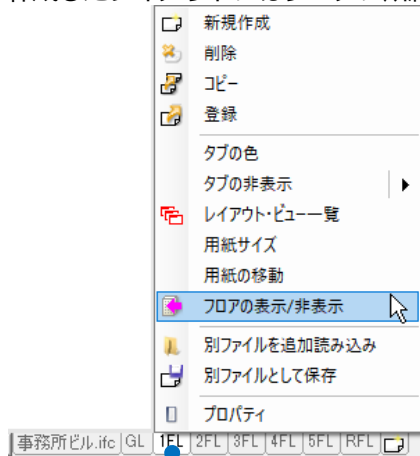 新規作成
削除
コピー
登録
タブの色
タブの非表示
レイアウト・ビュー一覧
用紙サイズ
用紙の移動
フロアの表示/非表示
別ファイルを追加読み込み
別ファイルとして保存
プロパティ
事務所ビル.ifc GL 1FL 2FL 3FL 4FL 5FL RFL